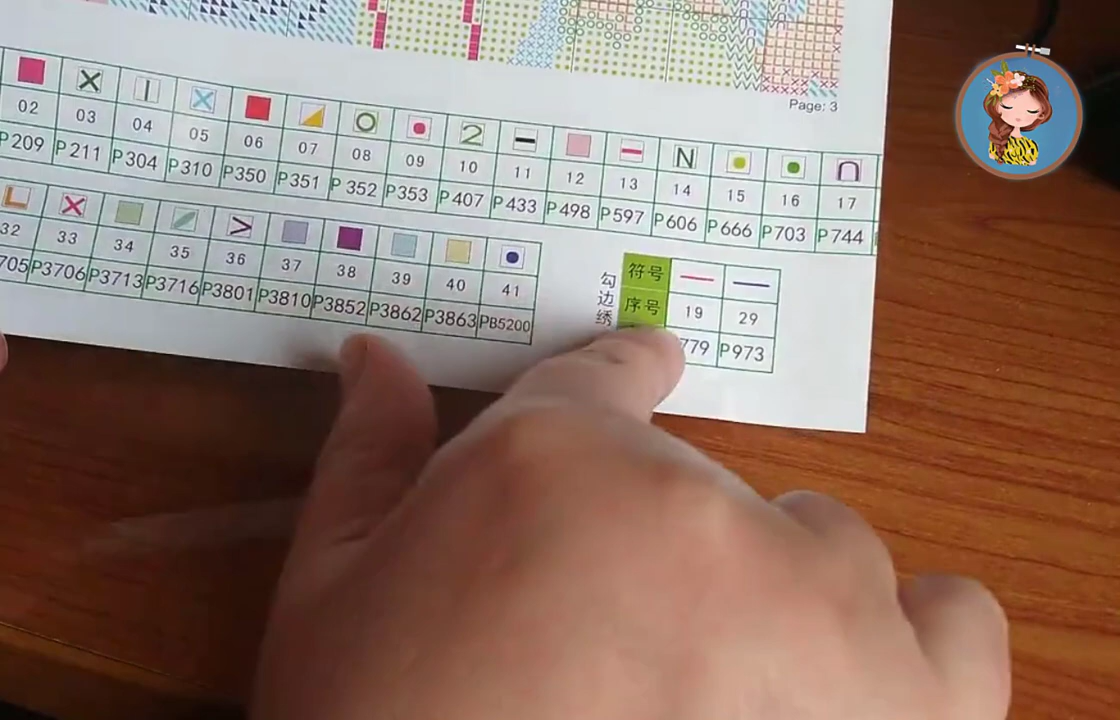 Page: 3
02 03 04 05 06 07 08 09 10 11 12 13 14 15 16 17
P209 P211 P304 P310 P350 P351 P352 P353 P407 P433 P498 P597 P606 P666 P703 P744
32 33 34 35 36 37 38 39 40 41
705 P3706 P3713 P3716 P3801 P3810 P3852 P3862 P3863 PB5200
勾边绣
符号
序号 19 29
779 P973